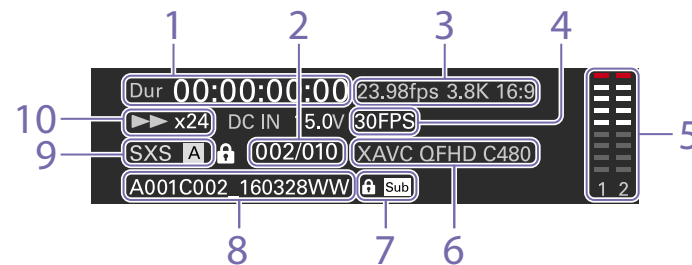 1 2 3 4
Dur 00:00:00:00 23.98fps 3.8K 16:9
10 x24 DC IN 15.0V 30FPS
5
9 SXS A 002/010 XAVC QFHD C480
A001C002_160328WW Sub 1 2
8 7 6